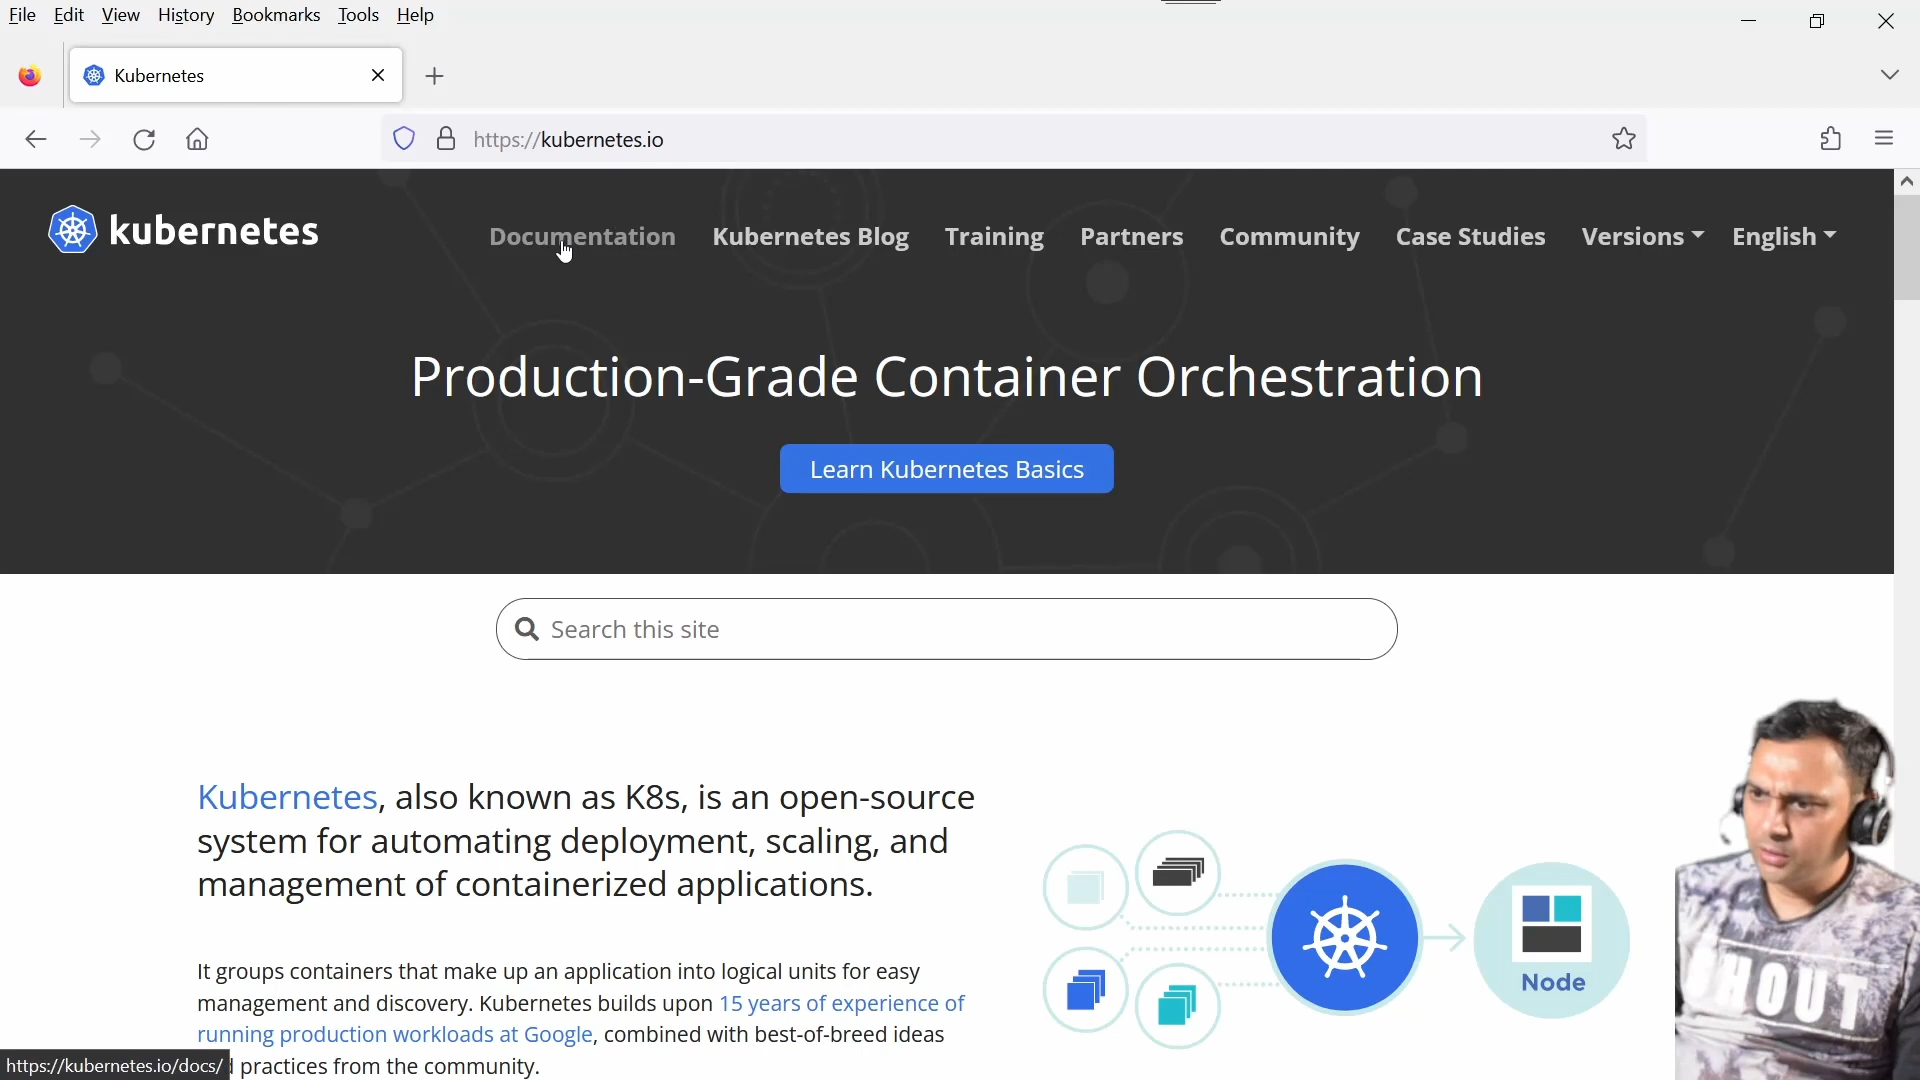 File Edit View History Bookmarks Tools Help
Kubernetes
https://kubernetes.io
kubernetes
Documentation Kubernetes Blog Training Partners Community Case Studies Versions English
Production-Grade Container Orchestration
Learn Kubernetes Basics
Search this site
Kubernetes, also known as K8s, is an open-source
system for automating deployment, scaling, and
management of containerized applications.
It groups containers that make up an application into logical units for easy
management and discovery. Kubernetes builds upon 15 years of experience of
running production workloads at Google, combined with best-of-breed ideas
practices from the community.
Node
HOUT
https://kubernetes.io/docs/